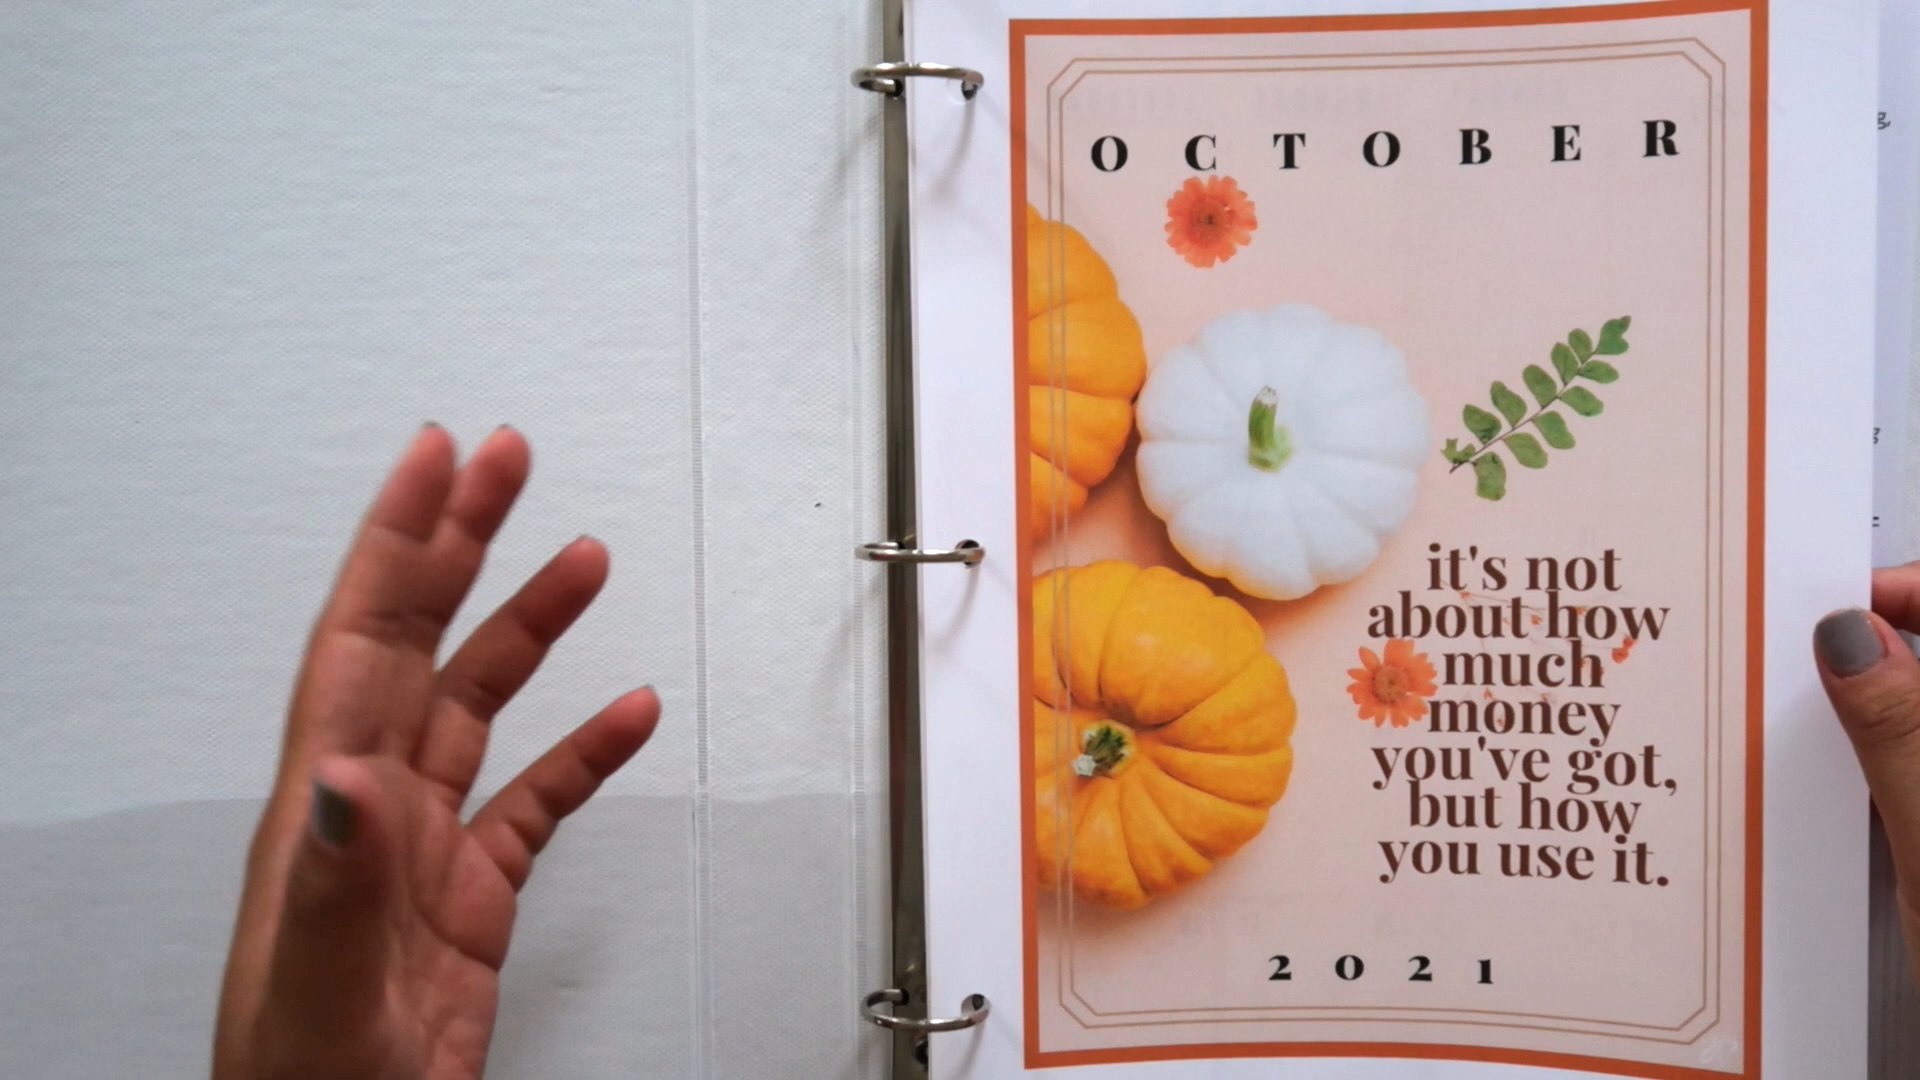 OCTOBER
it's not
about how
much
money
you've got,
but how
you use it.
2021